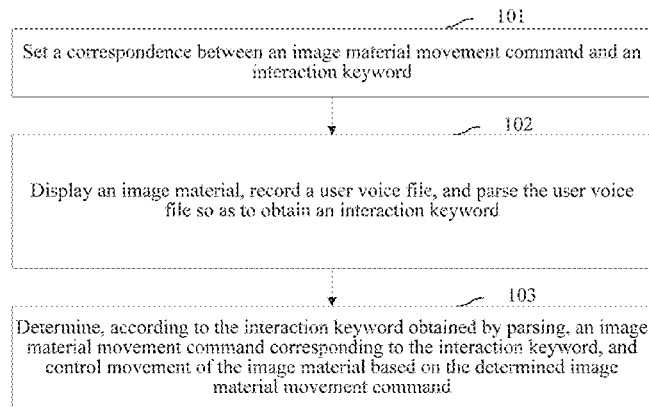 101
Set a correspondence between an image material movement command and an
interaction keyword
102
Display an image material, record a user voice file, and parse the user voice
file so as to obtain an interaction keyword
103
Determine, according to the interaction keyword obtained by parsing, an image
material movement command corresponding to the interaction keyword, and
control movement of the image material based on the determined image
material movement command